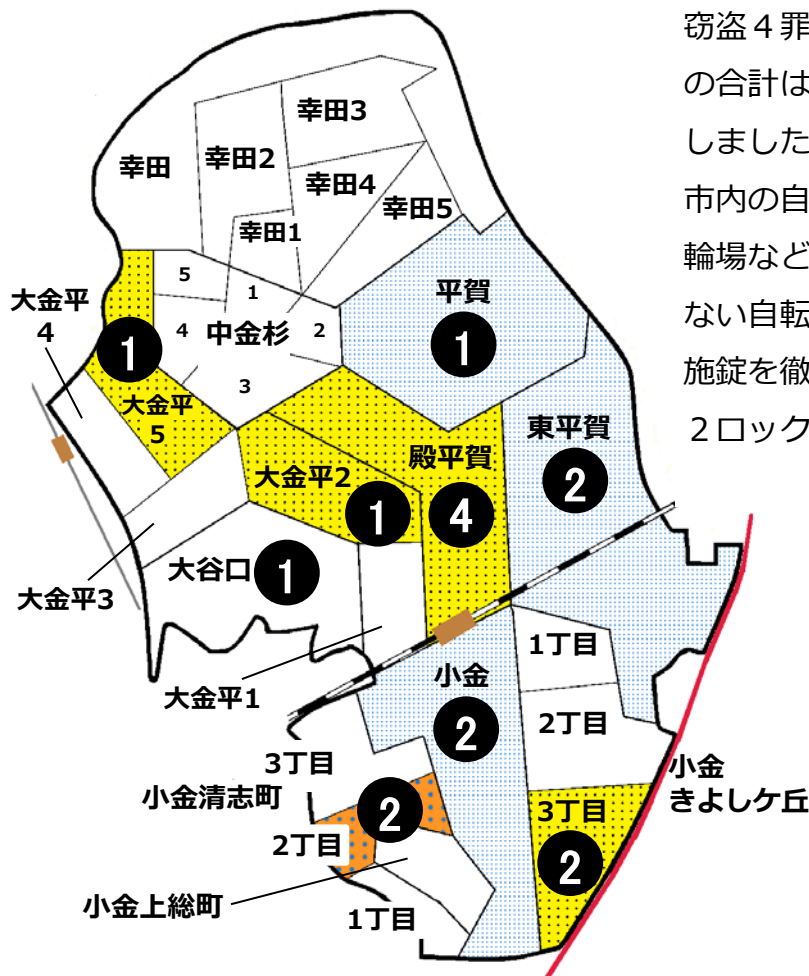 窃盗４罪
の合計は
しました
市内の自
輪場など
ない自転
施錠を徹
２ロック
幸田
幸田2
幸田3
幸田4
幸田5
幸田1
5
1
4
中金杉
2
3
大金平
4
1
大金平
5
平賀
1
東平賀
2
殿平賀
4
大金平2
1
大谷口
1
大金平3
大金平1
小金
2
1丁目
2丁目
3丁目
2
小金
きよしケ丘
3丁目
小金清志町
2
2丁目
小金上総町
1丁目